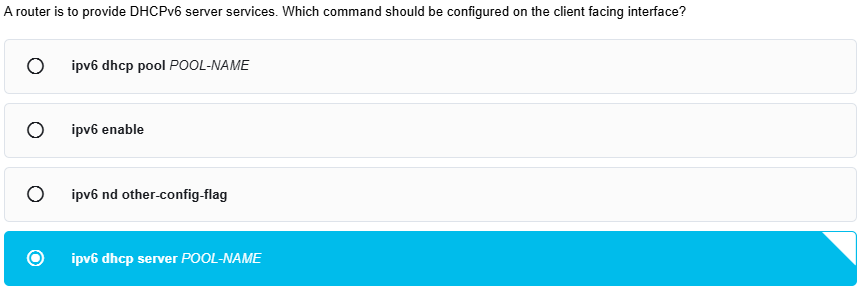 A router is to provide DHCPv6 server services. Which command should be configured on the client facing interface?
ipv6 dhcp pool POOL-NAME
ipv6 enable
ipv6 nd other-config-flag
ipv6 dhcp server POOL-NAME